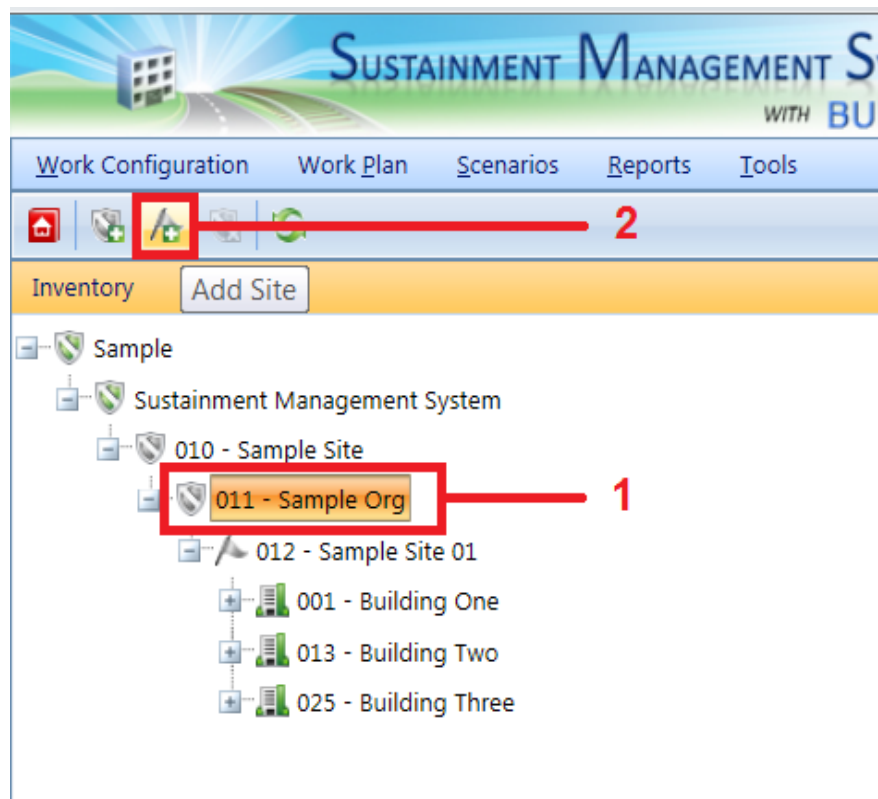 SUSTAINMENT MANAGEMENT S
WITH BU
Work Configuration Work Plan Scenarios Reports Tools
2
Inventory Add Site
Sample
Sustainment Management System
010 - Sample Site
011 - Sample Org 1
012 - Sample Site 01
001 - Building One
013 - Building Two
025 - Building Three